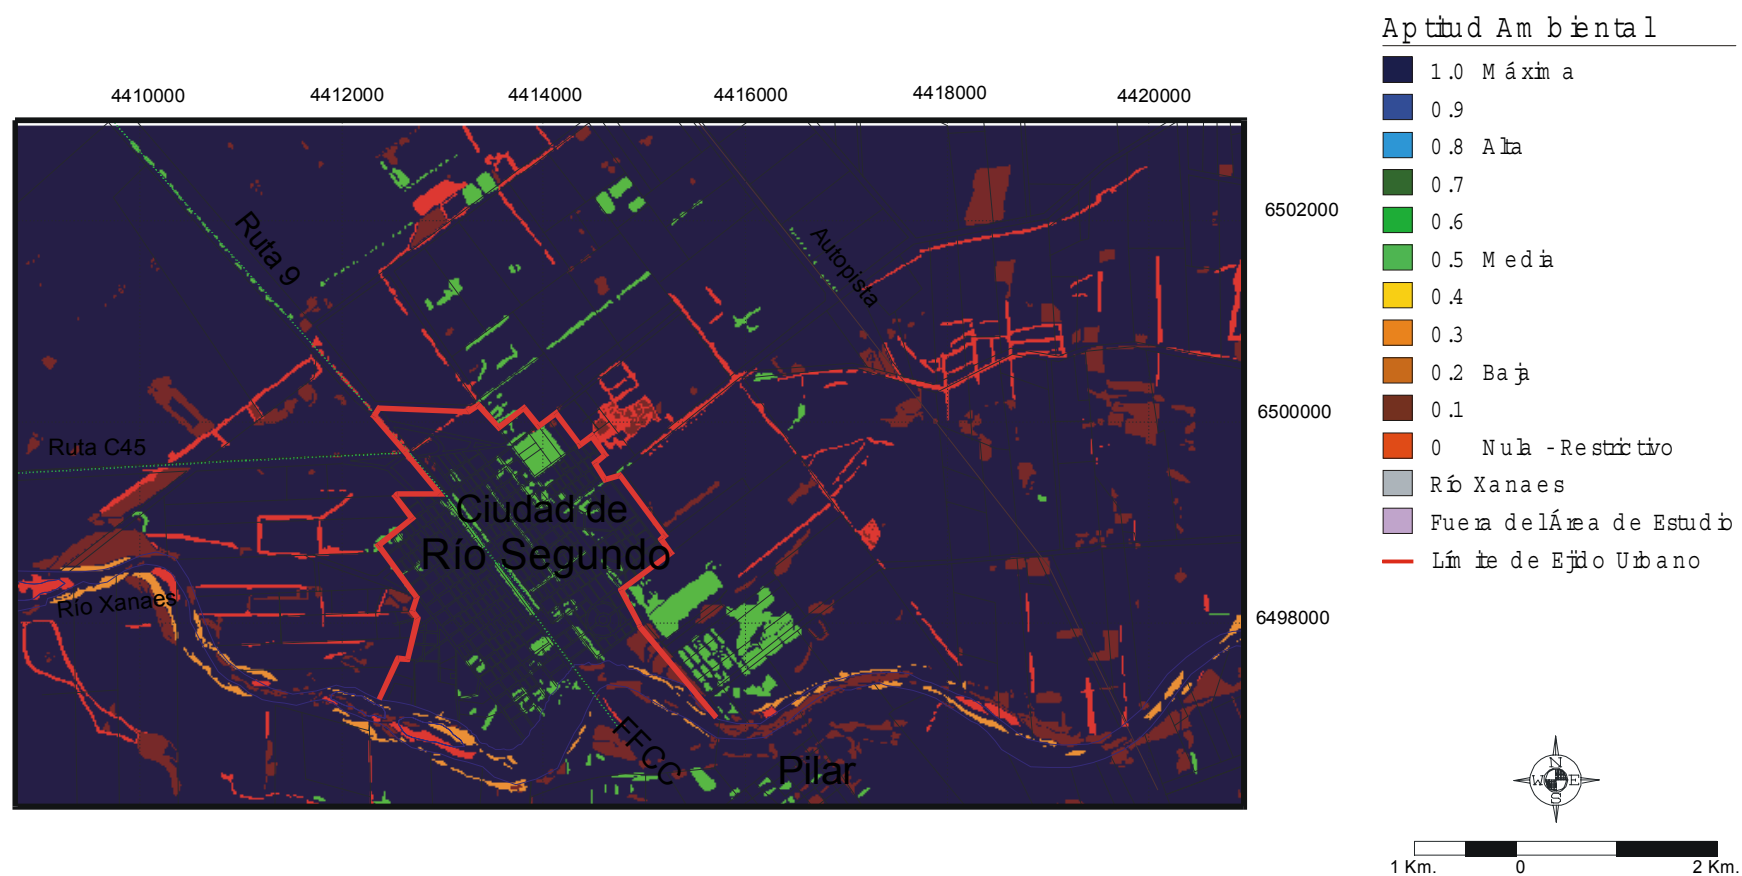 Aptitud Ambiental
1.0 Máxima
0.9
0.8 Alta
0.7
0.6
0.5 Media
0.4
0.3
0.2 Baja
0.1
0 Nula - Restrictivo
Río Xanaes
Fuera del Área de Estudio
Límite de Ejido Urbano
4410000 4412000 4414000 4416000 4418000 4420000
6502000
6500000
6498000
Ruta 9
Autopista
Ruta C45
Ciudad de
Río Segundo
Río Xanaes
FFCC
Pilar
N
W E
S
1 Km. 0 2 Km.